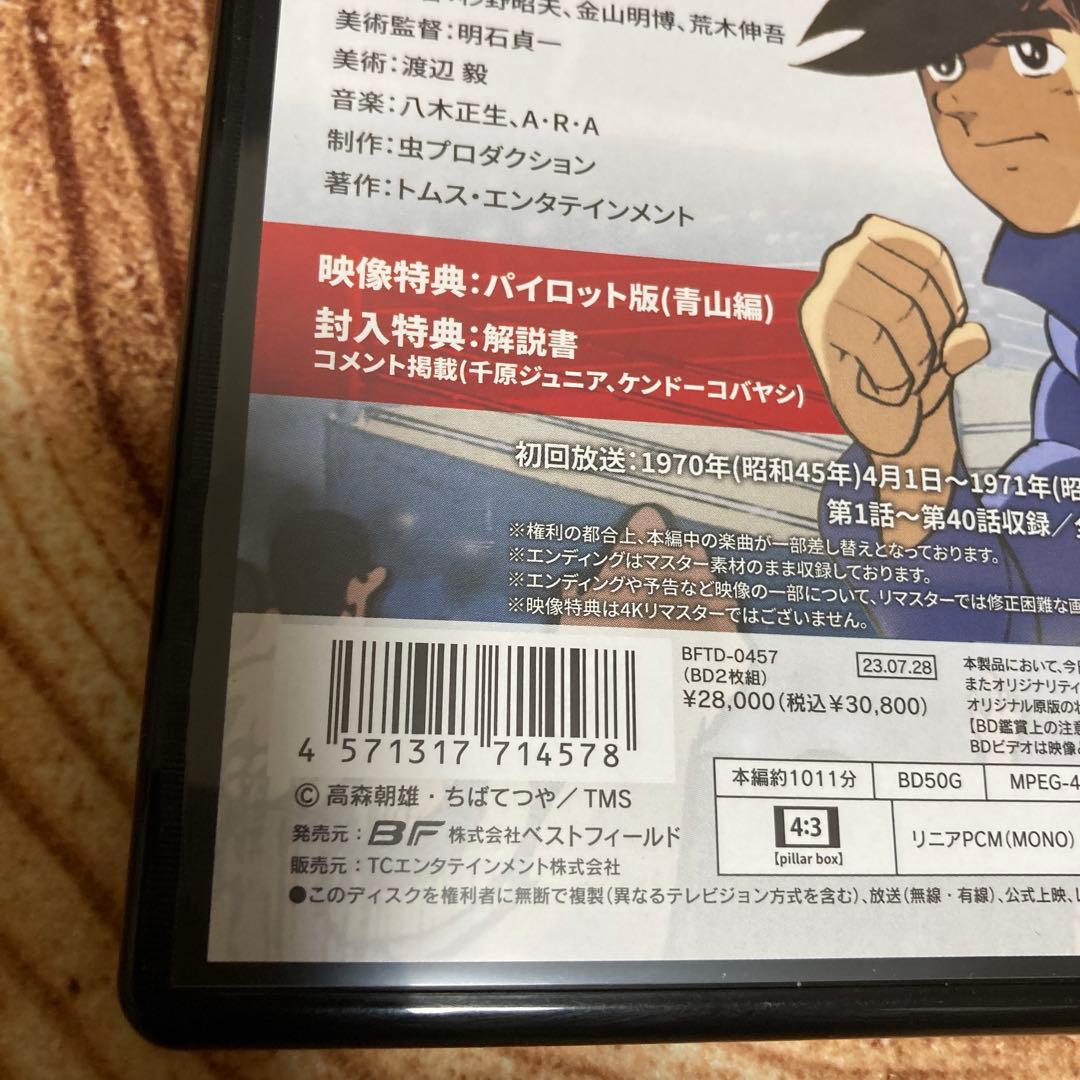 杉野昭夫、金山明博、荒木伸吾
美術監督:明石貞一
美術:渡辺 毅
音楽:八木正生、A・R・A
制作:虫プロダクション
著作:トムス・エンタテインメント
映像特典:パイロット版(青山編)
封入特典:解説書
コメント掲載(千原ジュニア、ケンドーコバヤシ)
初回放送:1970年(昭和45年)4月1日〜1971年(昭
第1話〜第40話収録/
※権利の都合上、本編中の楽曲が一部差し替えとなっております。
※エンディングはマスター素材のまま収録しております。
※エンディングや予告など映像の一部について、リマスターでは修正困難な画
※映像特典は4Kリマスターではございません。
BFTD-0457
(BD2枚組)
¥28,000(税込¥30,800)
23.07.28
本製品において、今
またオリジナリティ
オリジナル原版の状
【BD鑑賞上の注意
BDビデオは映像
4 571317 714578
本編約1011分 BD50G MPEG-4
4:3
[pillar box]
リニアPCM(MONO)
© 高森朝雄・ちばてつや/TMS
発売元:BF 株式会社ベストフィールド
販売元:TCエンタテインメント株式会社
●このディスクを権利者に無断で複製(異なるテレビジョン方式を含む)、放送(無線・有線)、公式上映、レ